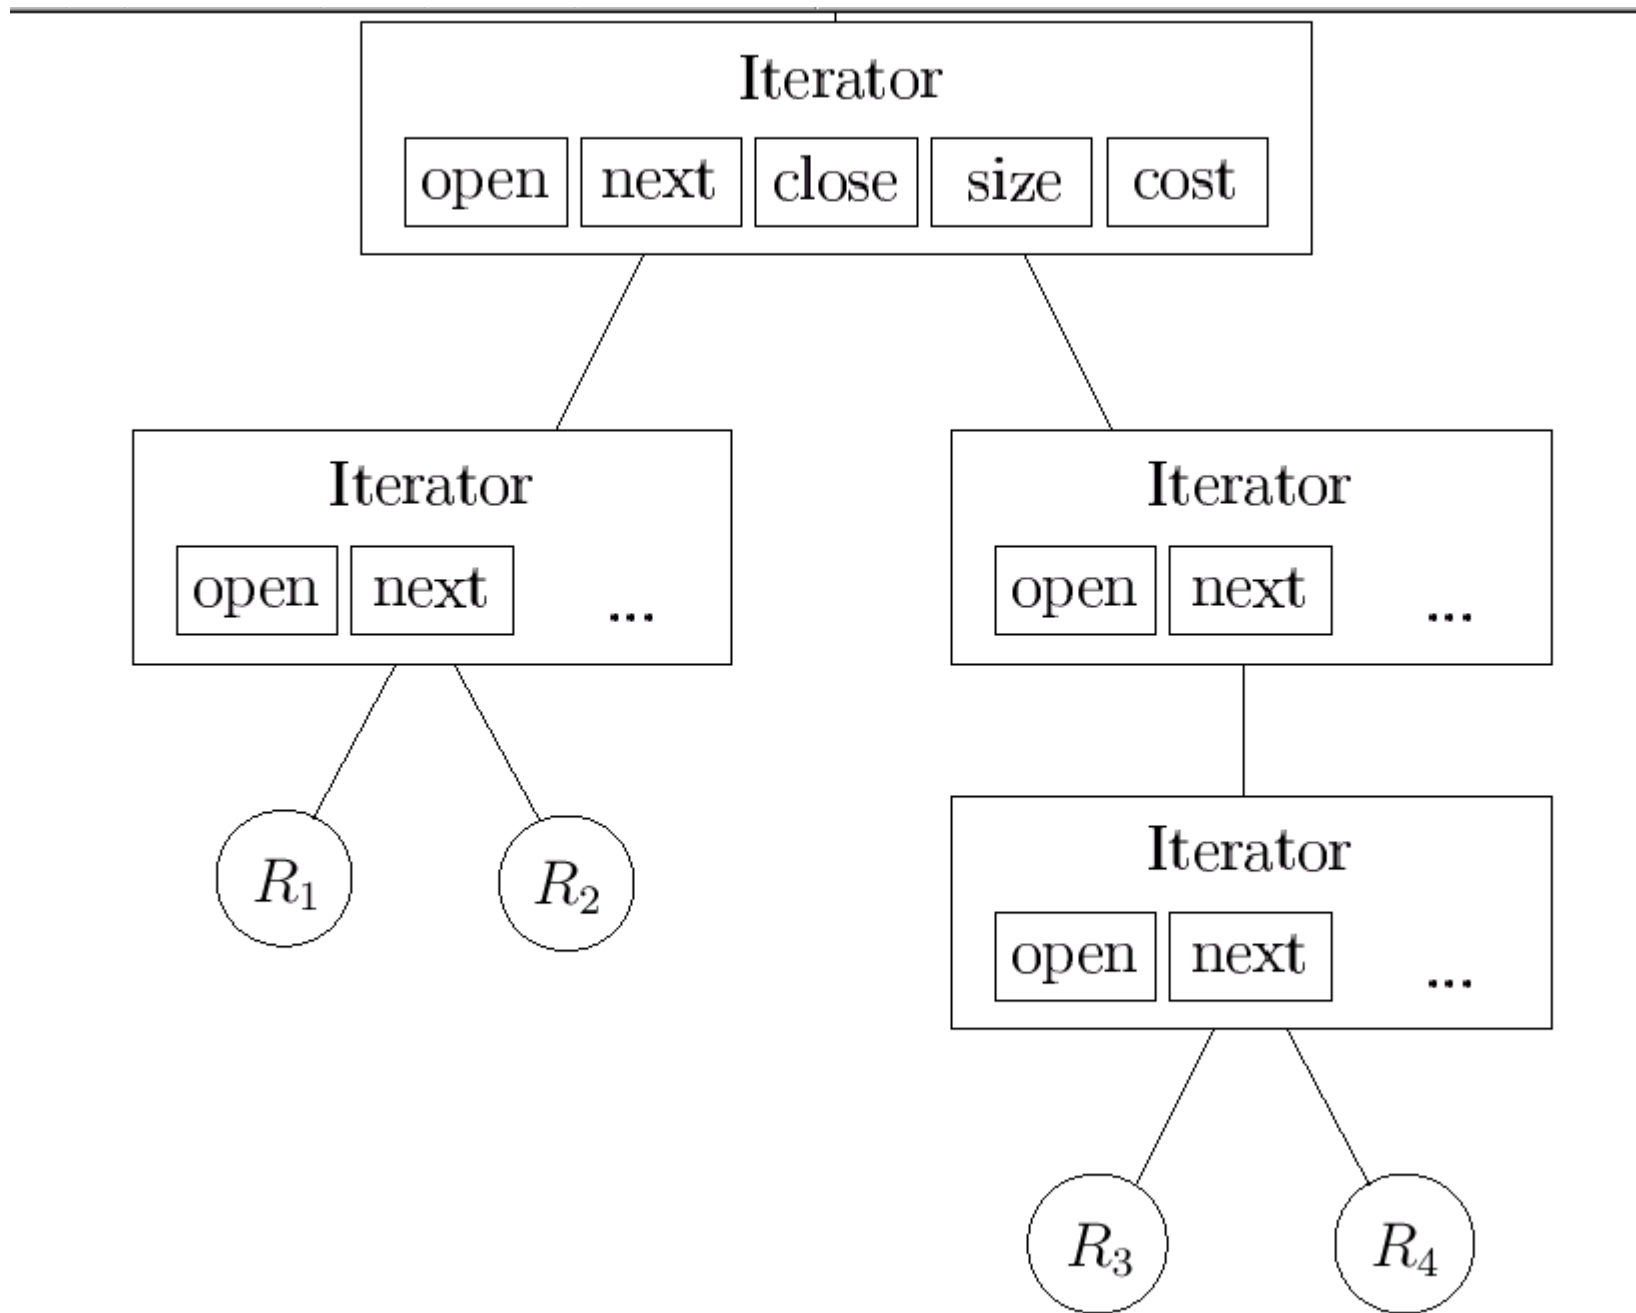 Iterator
open next close size cost
Iterator
open next ...
Iterator
open next ...
R₁ R₂
Iterator
open next ...
R₃ R₄